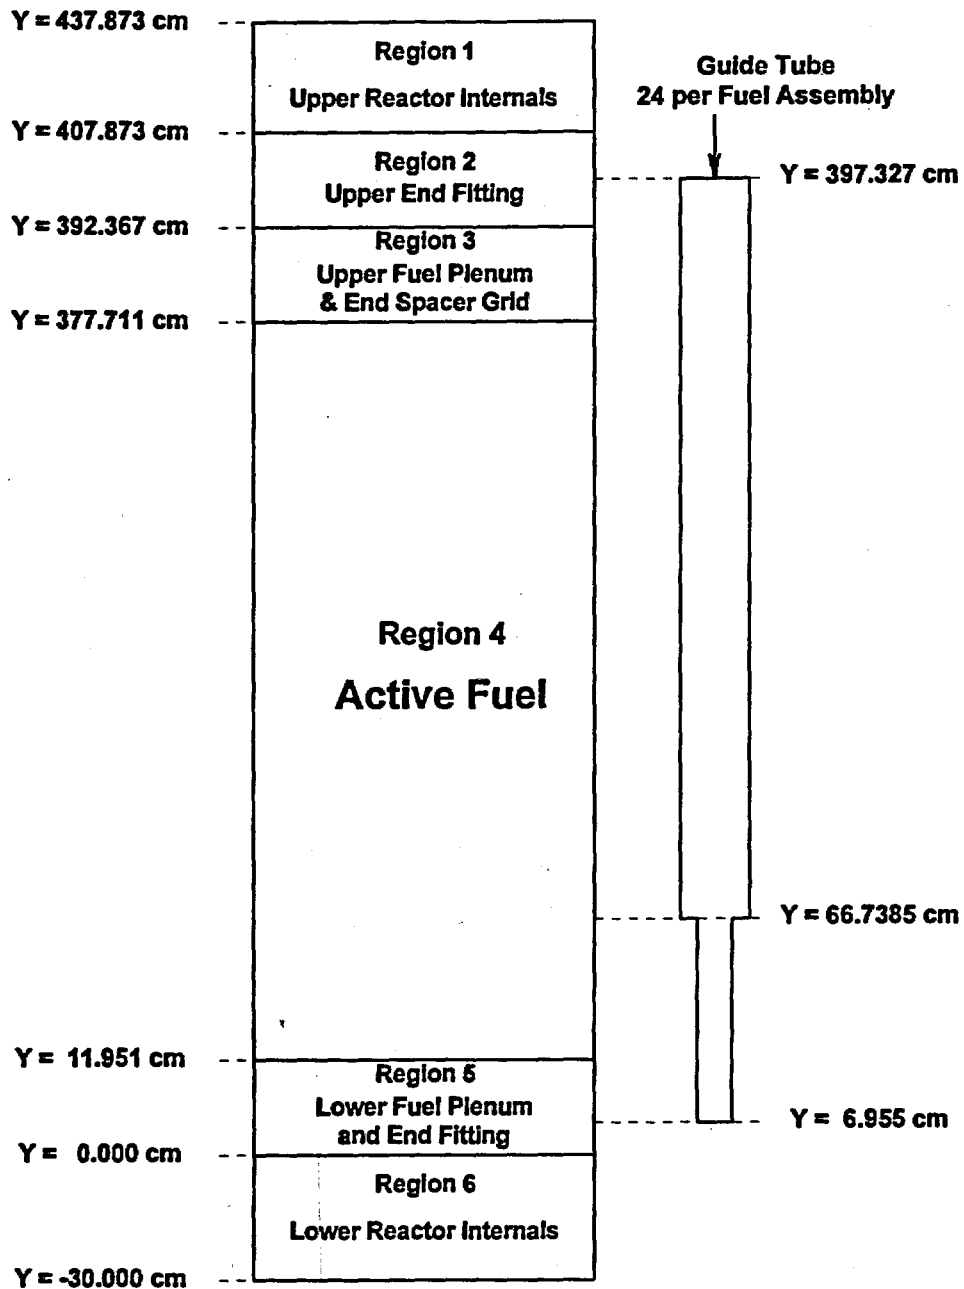 Y = 437.873 cm
Region 1
Upper Reactor Internals
Guide Tube
24 per Fuel Assembly
Y = 407.873 cm
Region 2
Upper End Fitting
Y = 397.327 cm
Y = 392.367 cm
Region 3
Upper Fuel Plenum
& End Spacer Grid
Y = 377.711 cm
Region 4
Active Fuel
Y = 66.7385 cm
Y = 11.951 cm
Region 5
Lower Fuel Plenum
and End Fitting
Y = 6.955 cm
Y = 0.000 cm
Region 6
Lower Reactor Internals
Y = -30.000 cm